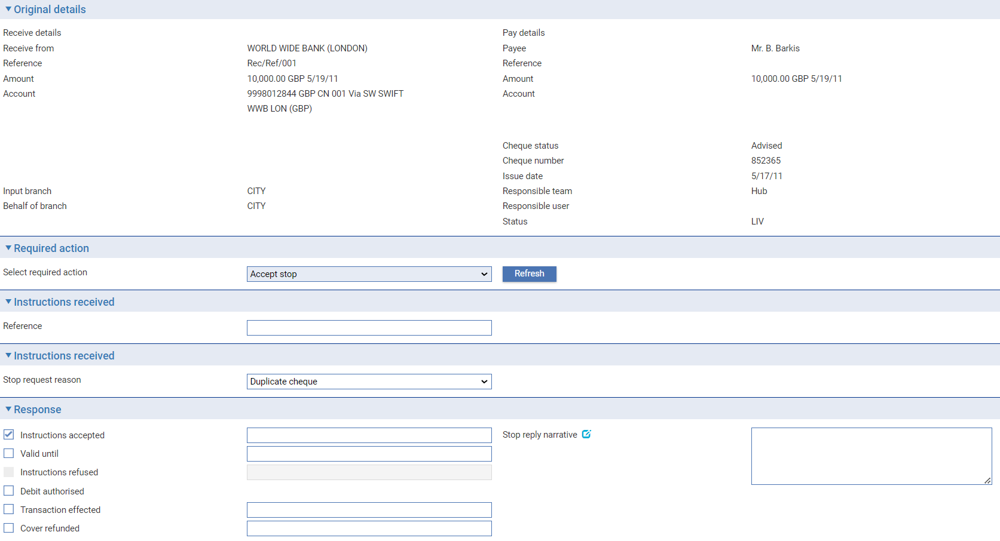 Original details
Receive details Pay details
Receive from WORLD WIDE BANK (LONDON) Payee Mr. B. Barkis
Reference Rec/Ref/001 Reference
Amount 10,000.00 GBP 5/19/11 Amount 10,000.00 GBP 5/19/11
Account 9998012844 GBP CN 001 Via SW SWIFT Account
WWB LON (GBP)
Cheque status Advised
Cheque number 852365
Issue date 5/17/11
Input branch CITY Responsible team Hub
Behalf of branch CITY Responsible user
Status LIV
Required action
Select required action Accept stop Refresh
Instructions received
Reference
Instructions received
Stop request reason Duplicate cheque
Response
Instructions accepted Stop reply narrative
Valid until
Instructions refused
Debit authorised
Transaction effected
Cover refunded